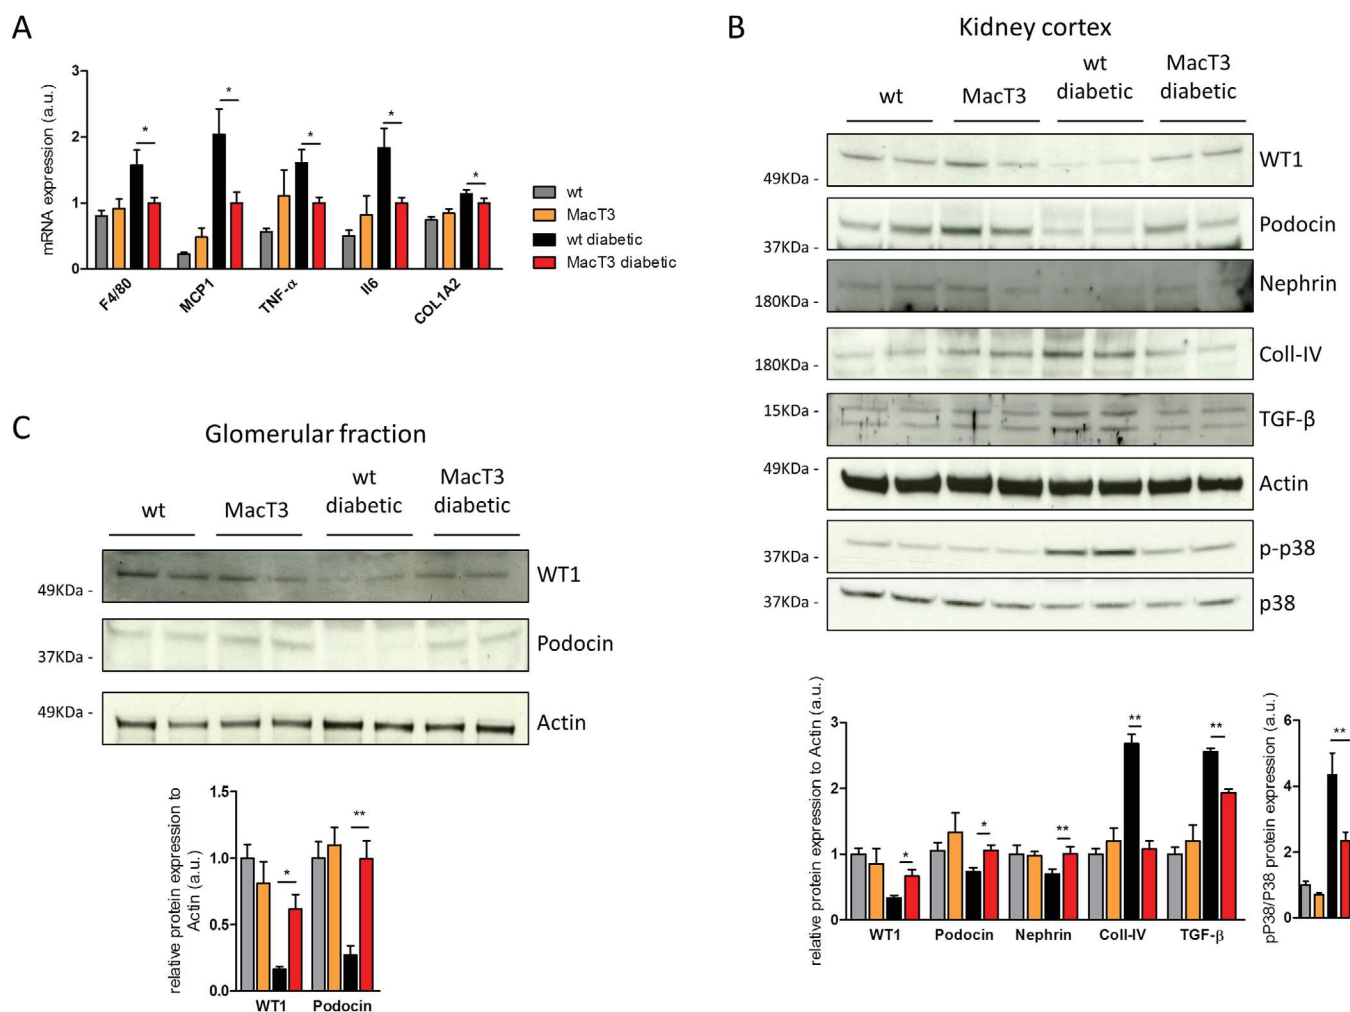 A
mRNA expression (a.u.)
3
2
1
0
*
*
*
*
*
F4/80
MCP1
TNF-α
Il6
COL1A2
wt
MacT3
wt diabetic
MacT3 diabetic
B
Kidney cortex
wt
MacT3
wt
diabetic
MacT3
diabetic
49KDa -
WT1
37KDa -
Podocin
180KDa -
Nephrin
180KDa -
Coll-IV
15KDa -
TGF-β
49KDa -
Actin
37KDa -
p-p38
37KDa -
p38
relative protein expression to Actin (a.u.)
3
2
1
0
*
*
**
**
**
WT1
Podocin
Nephrin
Coll-IV
TGF-β
pP38/P38 protein expression (a.u.)
6
4
2
0
**
C
Glomerular fraction
wt
MacT3
wt
diabetic
MacT3
diabetic
49KDa -
WT1
37KDa -
Podocin
49KDa -
Actin
relative protein expression to
Actin (a.u.)
1.5
1.0
0.5
0.0
*
**
WT1
Podocin